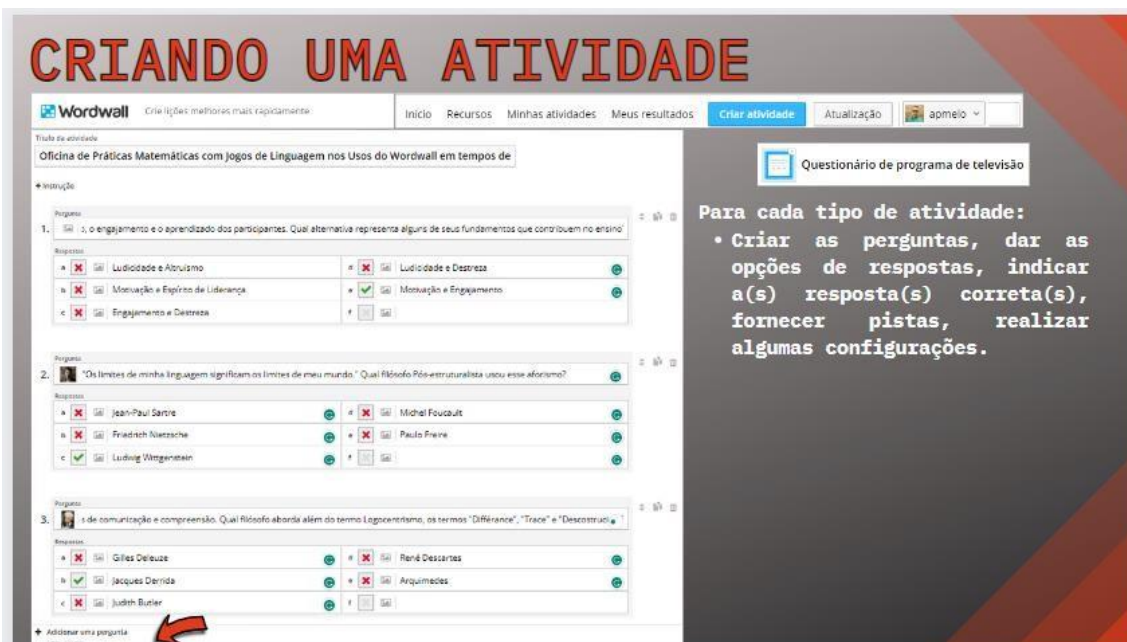 CRIANDO UMA ATIVIDADE
Wordwall Crie lições melhores mais rapidamente
Início Recursos Minhas atividades Meus resultados Criar atividade Atualização apmelo
Título da atividade
Oficina de Práticas Matemáticas com Jogos de Linguagem nos Usos do Wordwall em tempos de
+ Instrução
Pergunta
1. o engajamento e o aprendizado dos participantes. Qual alternativa representa alguns de seus fundamentos que contribuem no ensino
Respostas
a Ludicidade e Altruísmo
b Motivação e Espírito de Liderança.
c Engajamento e Destreza
d Ludicidade e Destreza
e Motivação e Engajamento
f
Pergunta
2. "Os limites de minha linguagem significam os limites de meu mundo." Qual filósofo Pós-estruturalista usou esse aforismo?
Respostas
a Jean-Paul Sartre
b Friedrich Nietzsche
c Ludwig Wittgenstein
d Michel Foucault
e Paulo Freire
f
Pergunta
3. s de comunicação e compreensão. Qual filósofo aborda além do termo Logocentrismo, os termos "Différance", "Trace" e "Descostruci
Respostas
a Gilles Deleuze
b Jacques Derrida
c Judith Butler
d René Descartes
e Arquimedes
f
+ Adicionar uma pergunta
Questionário de programa de televisão
Para cada tipo de atividade:
• Criar as perguntas, dar as
opções de respostas, indicar
a(s) resposta(s) correta(s),
fornecer pistas, realizar
algumas configurações.